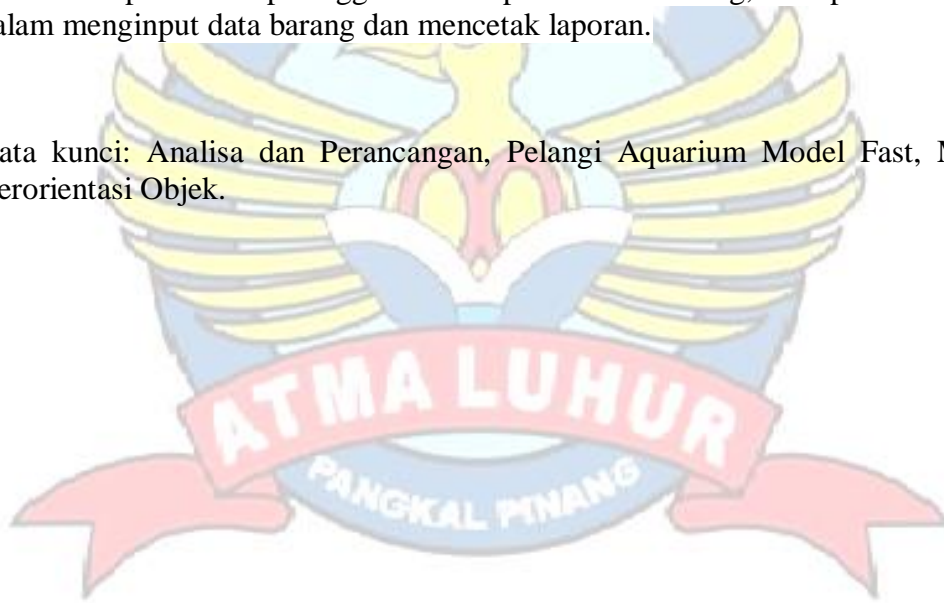 alam menginput data barang dan mencetak laporan.
ata kunci: Analisa dan Perancangan, Pelangi Aquarium Model Fast, M
erorientasi Objek.
ATMA LUHUR
PANGKAL PINANG